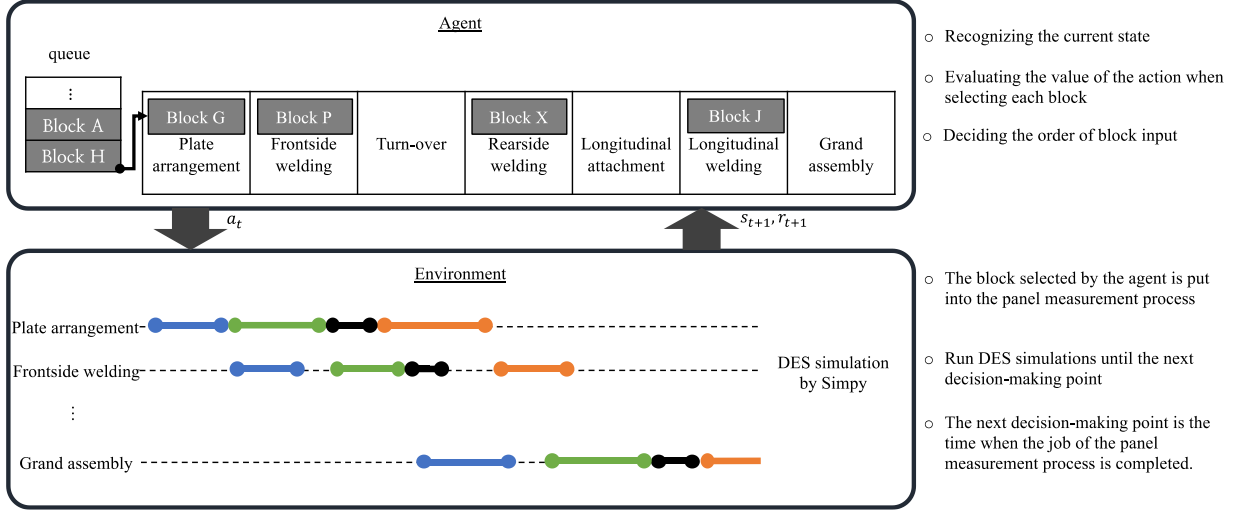 Agent
queue
⋮
Block A
Block H
Block G
Plate
arrangement
Block P
Frontside
welding
Turn-over
Block X
Rearside
welding
Longitudinal
attachment
Block J
Longitudinal
welding
Grand
assembly
○ Recognizing the current state
○ Evaluating the value of the action when
selecting each block
○ Deciding the order of block input
a_t
s_{t+1}, r_{t+1}
Environment
Plate arrangement
Frontside welding
⋮
Grand assembly
DES simulation
by Simpy
○ The block selected by the agent is put
into the panel measurement process
○ Run DES simulations until the next
decision-making point
○ The next decision-making point is the
time when the job of the panel
measurement process is completed.